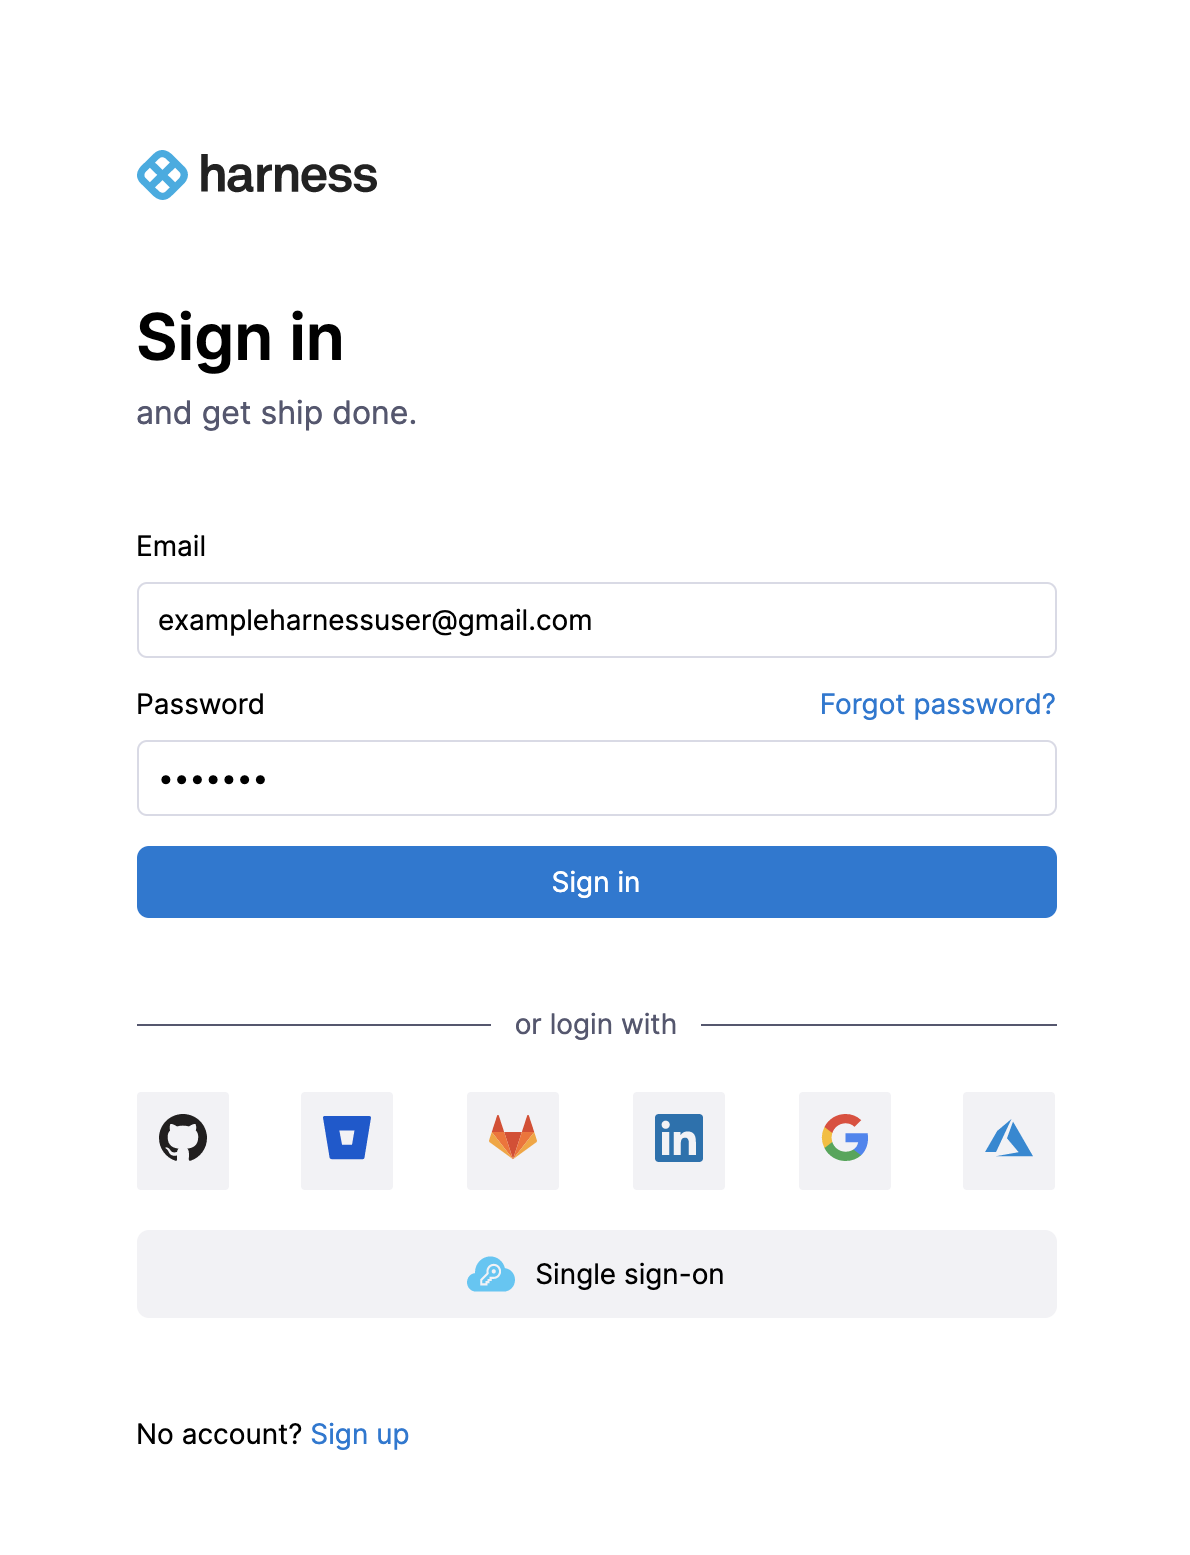 harness
Sign in
and get ship done.
Email
exampleharnessuser@gmail.com
Password
Forgot password?
•••••••
Sign in
or login with
in
Single sign-on
No account? Sign up